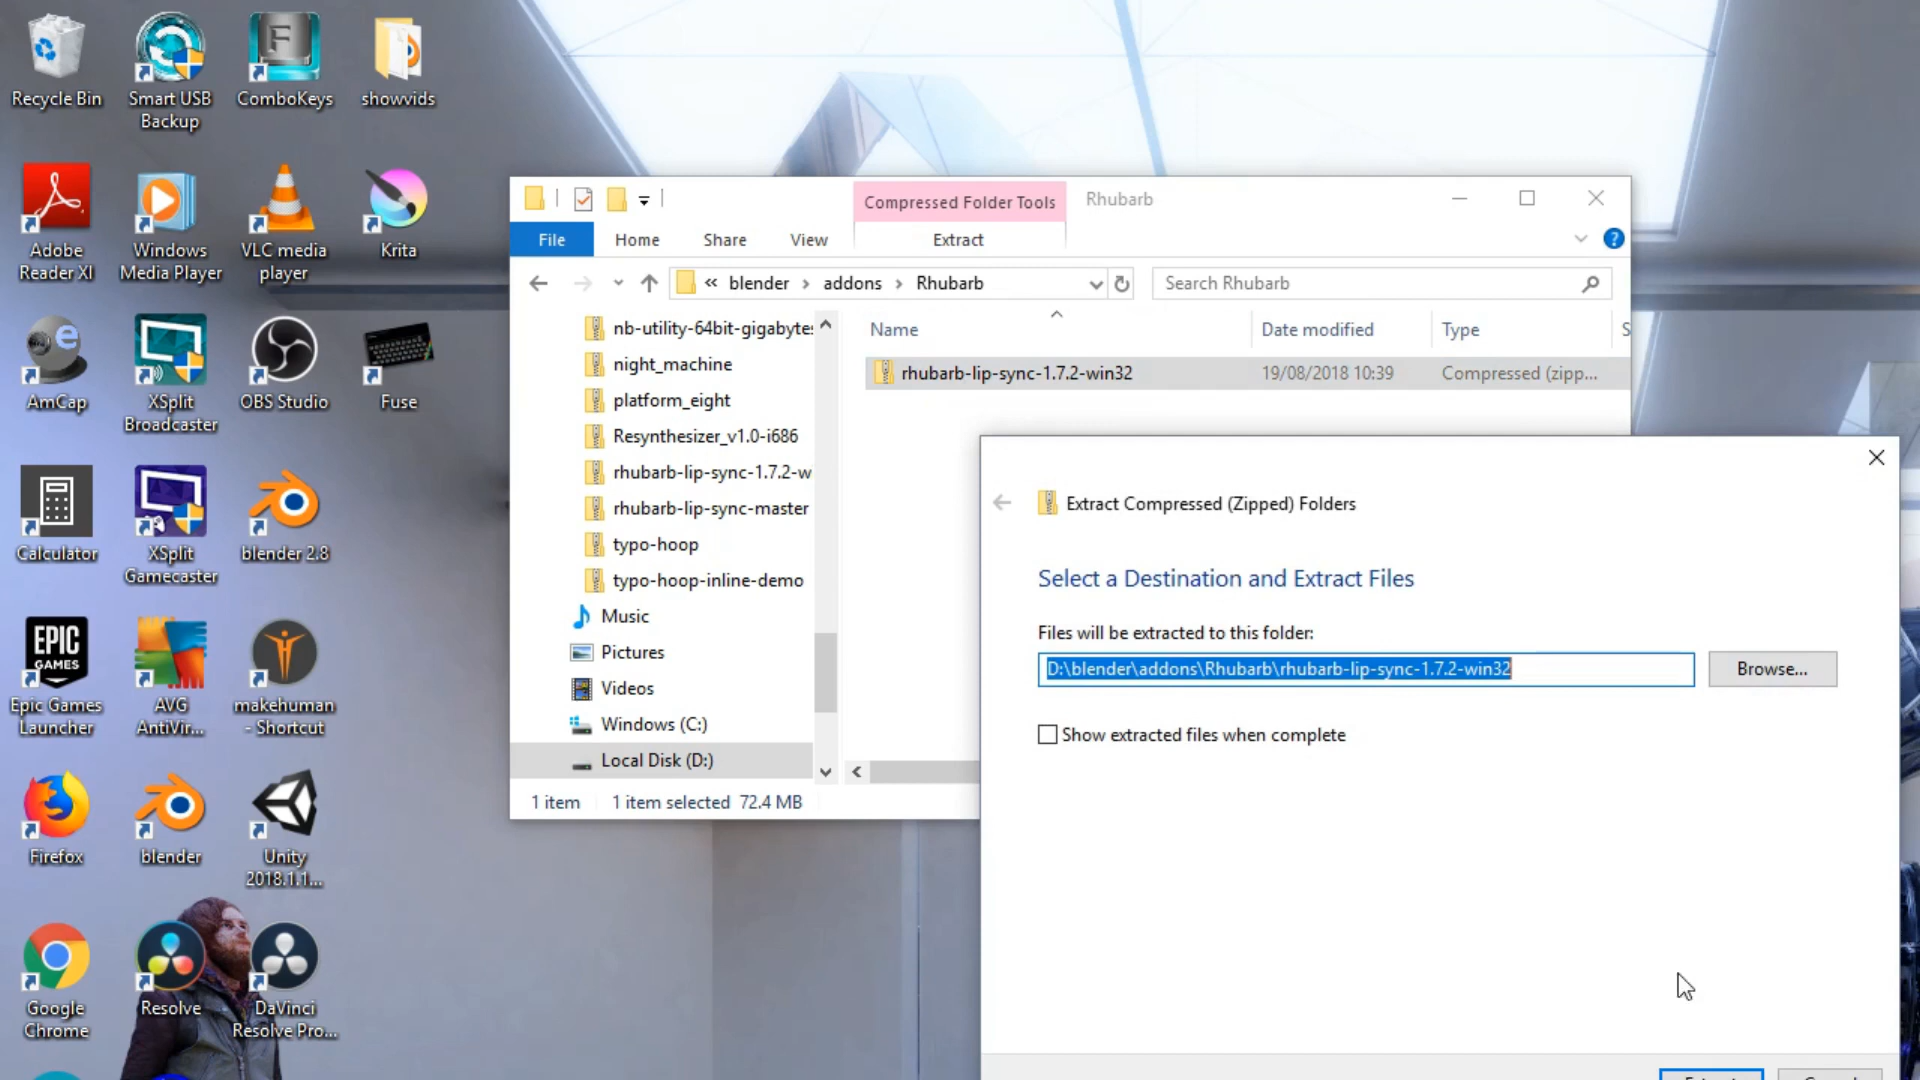 Recycle Bin
Smart USB
Backup
ComboKeys
showvids
Adobe
Reader XI
Windows
Media Player
VLC media
player
Krita
AmCap
XSplit
Broadcaster
OBS Studio
Fuse
Calculator
XSplit
Gamecaster
blender 2.8
EPIC
GAMES
Epic Games
Launcher
AVG
AntiVir...
makehuman
- Shortcut
Firefox
blender
Unity
2018.1.1...
Google
Chrome
Resolve
DaVinci
Resolve Pro...
Compressed Folder Tools
Rhubarb
File
Home
Share
View
Extract
« blender › addons › Rhubarb
Search Rhubarb
nb-utility-64bit-gigabyte
night_machine
platform_eight
Resynthesizer_v1.0-i686
rhubarb-lip-sync-1.7.2-w
rhubarb-lip-sync-master
typo-hoop
typo-hoop-inline-demo
Music
Pictures
Videos
Windows (C:)
Local Disk (D:)
Name
Date modified
Type
S
rhubarb-lip-sync-1.7.2-win32
19/08/2018 10:39
Compressed (zipp...
1 item
1 item selected 72.4 MB
Extract Compressed (Zipped) Folders
Select a Destination and Extract Files
Files will be extracted to this folder:
D:\blender\addons\Rhubarb\rhubarb-lip-sync-1.7.2-win32
Browse...
Show extracted files when complete